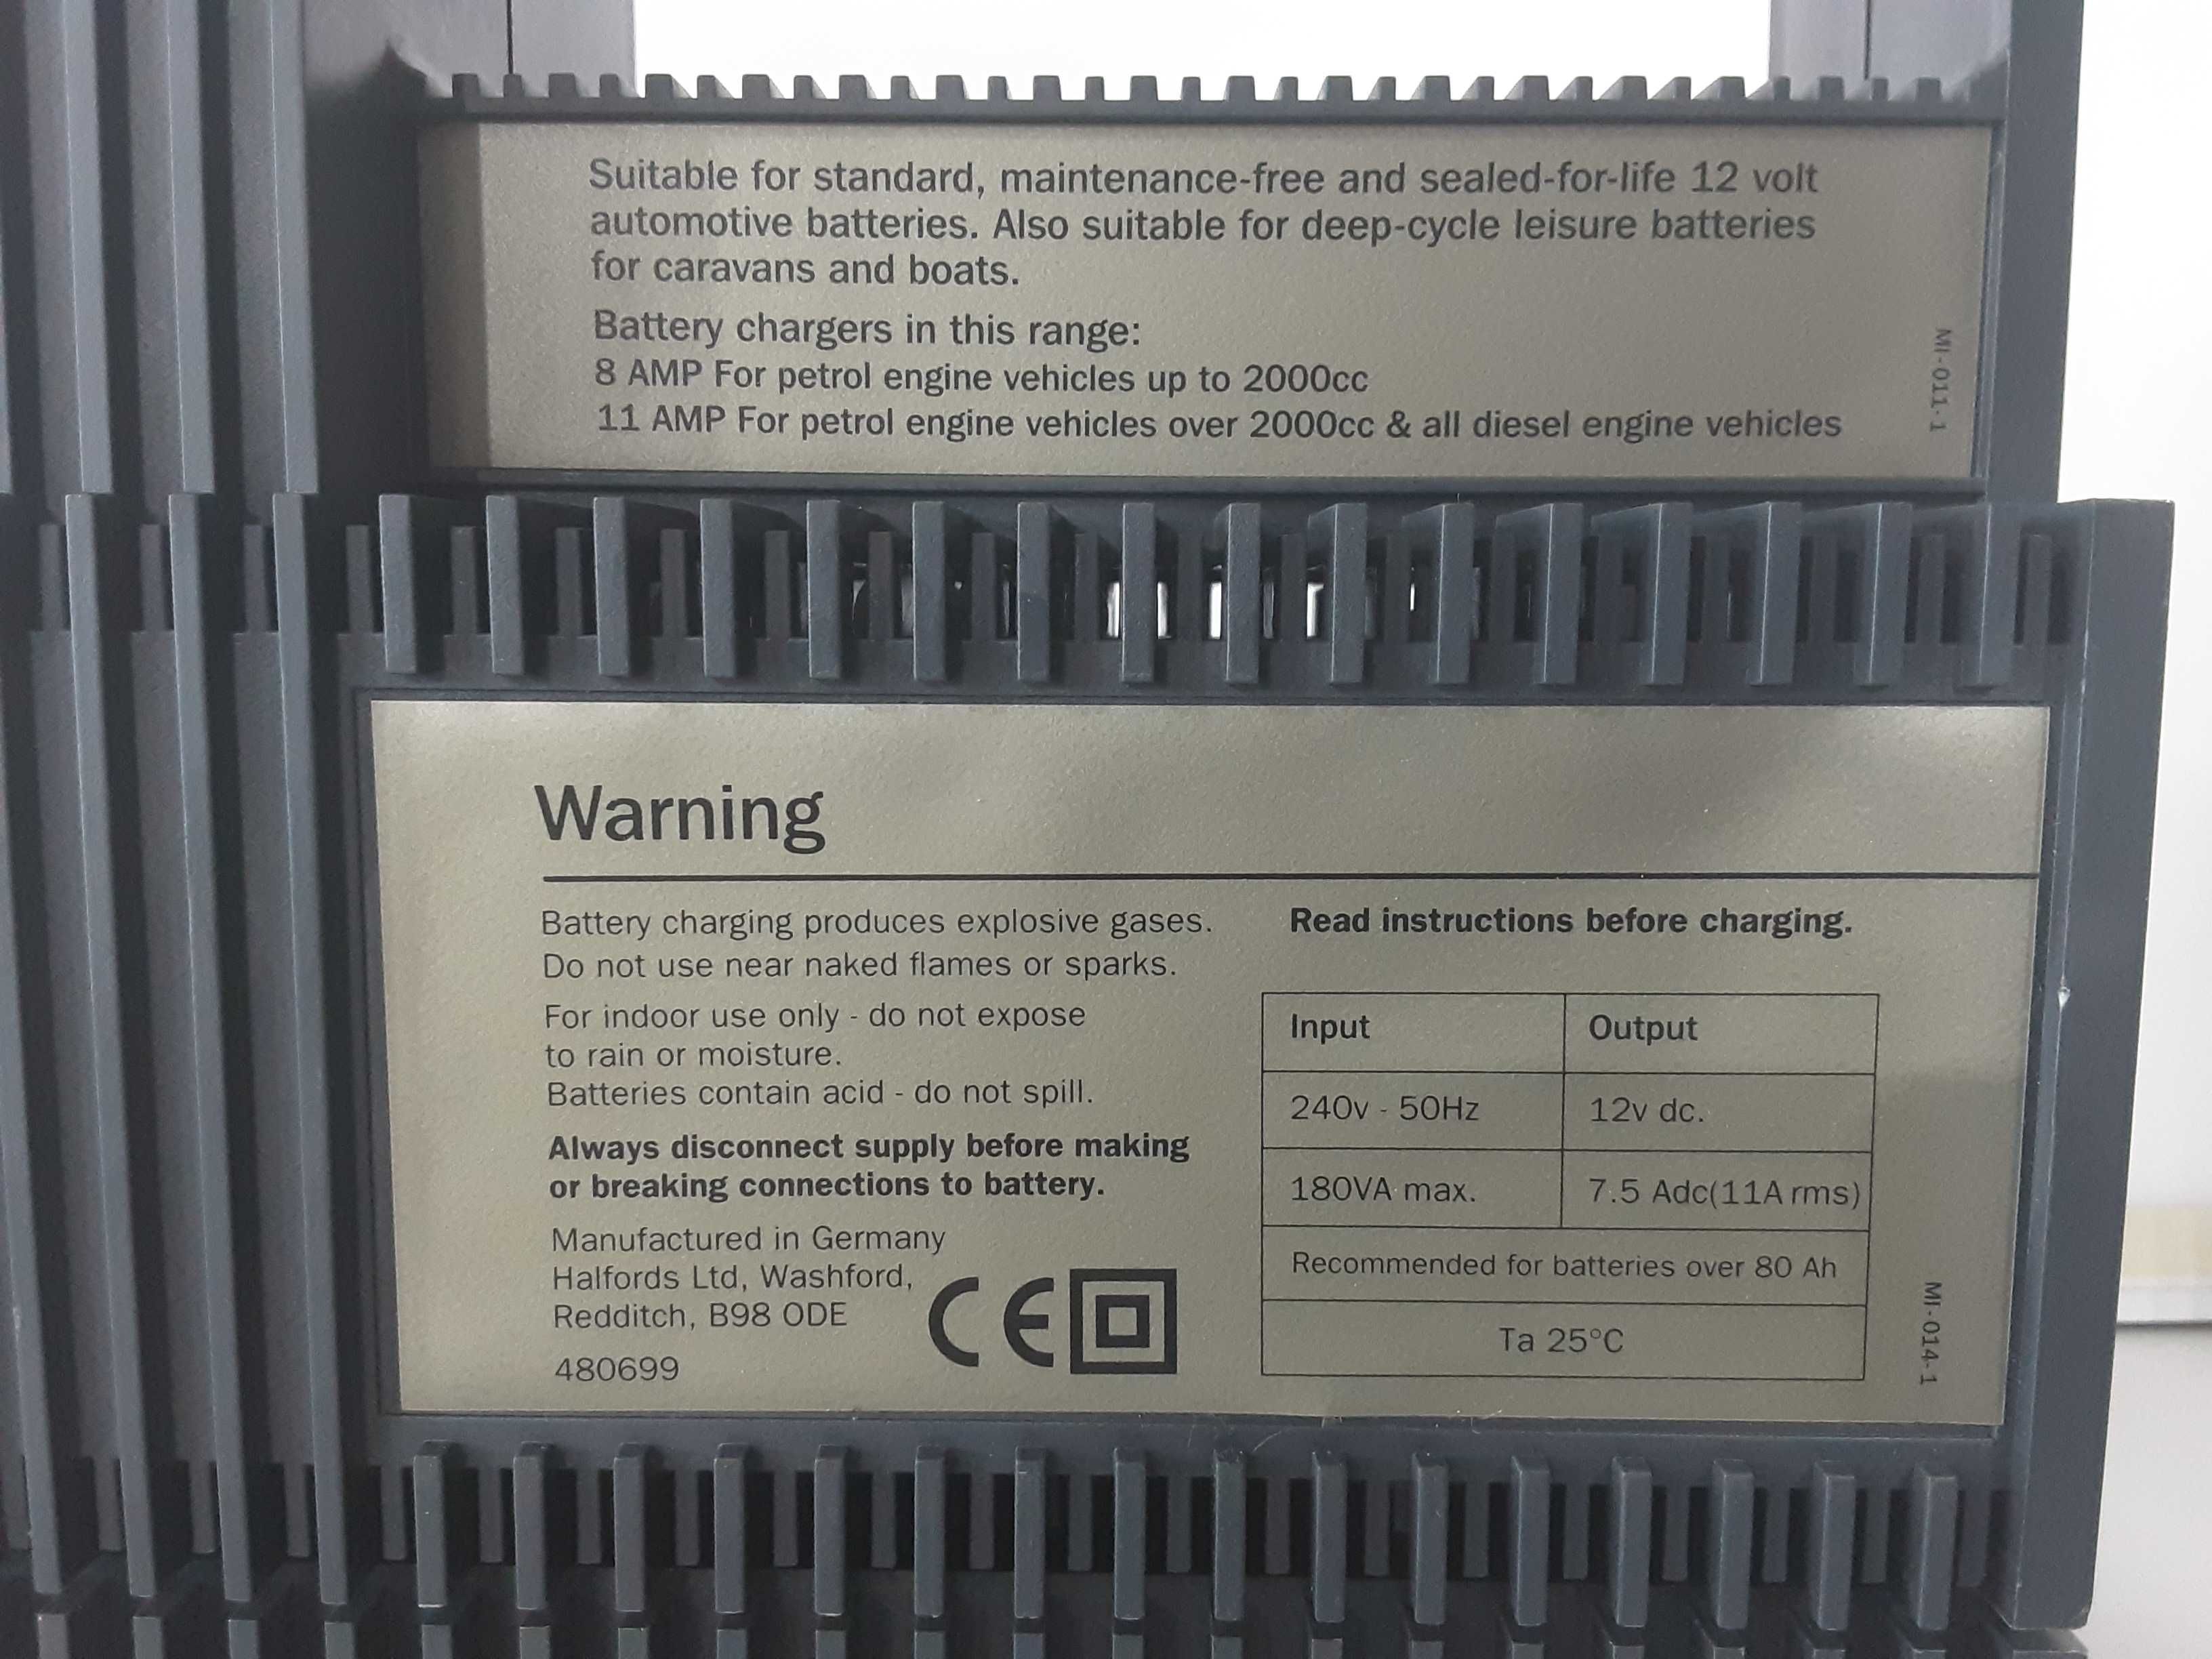 Suitable for standard, maintenance-free and sealed-for-life 12 volt
automotive batteries. Also suitable for deep-cycle leisure batteries
for caravans and boats.
Battery chargers in this range:
8 AMP For petrol engine vehicles up to 2000cc
11 AMP For petrol engine vehicles over 2000cc & all diesel engine vehicles
MI-011-1
Warning
Battery charging produces explosive gases.
Do not use near naked flames or sparks.
For indoor use only - do not expose
to rain or moisture.
Batteries contain acid - do not spill.
Always disconnect supply before making
or breaking connections to battery.
Manufactured in Germany
Halfords Ltd, Washford,
Redditch, B98 ODE
480699
CE
Read instructions before charging.
Input Output
240v - 50Hz 12v dc.
180VA max. 7.5 Adc(11A rms)
Recommended for batteries over 80 Ah
Ta 25°C
MI-014-1